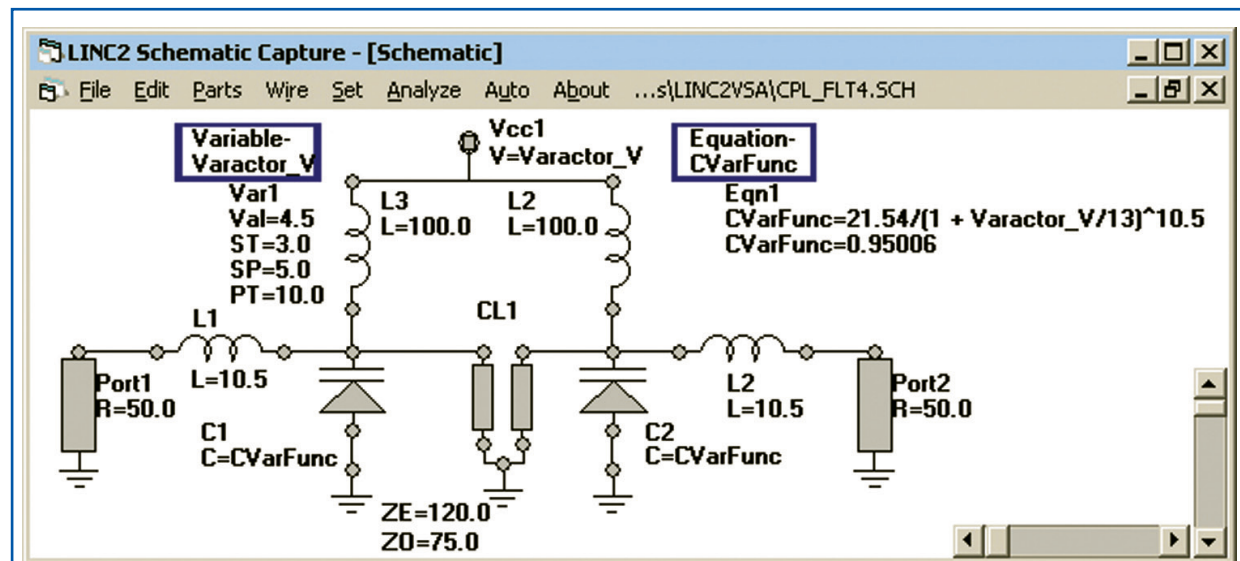 LINC2 Schematic Capture - [Schematic]
File Edit Parts Wire Set Analyze Auto About ...s\LINC2VSA\CPL_FLT4.SCH
Variable-
Varactor_V
Var1
Val=4.5
ST=3.0
SP=5.0
PT=10.0
Vcc1
V=Varactor_V
Equation-
CVarFunc
Eqn1
CVarFunc=21.54/(1 + Varactor_V/13)^10.5
CVarFunc=0.95006
L3
L=100.0
L2
L=100.0
L1
L=10.5
CL1
Port1
R=50.0
L2
L=10.5
Port2
R=50.0
C1
C=CVarFunc
C2
C=CVarFunc
ZE=120.0
ZO=75.0